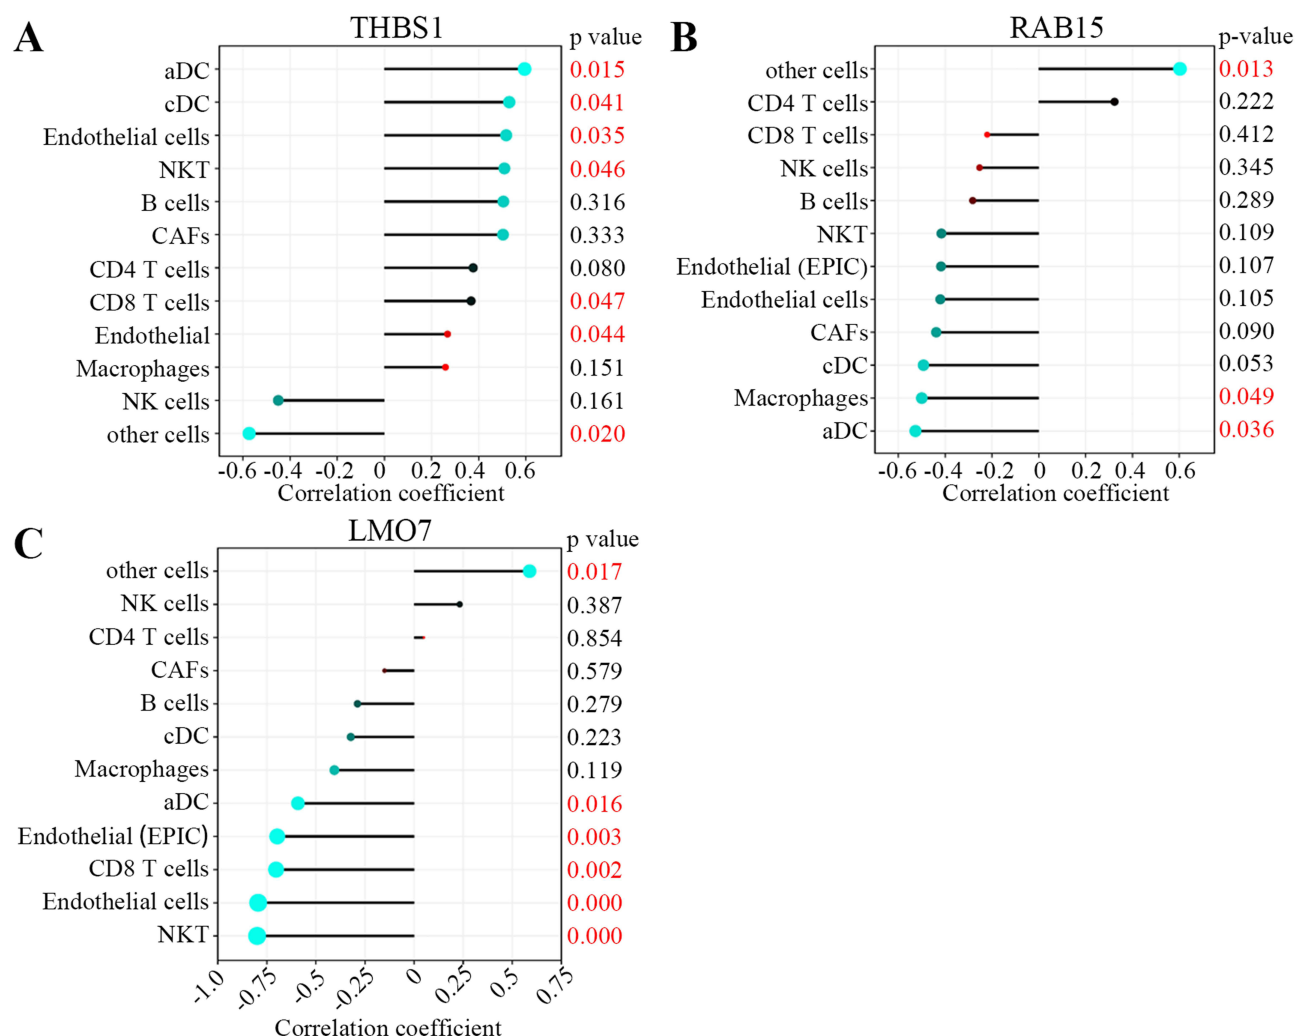 A
THBS1
p value
aDC 0.015
cDC 0.041
Endothelial cells 0.035
NKT 0.046
B cells 0.316
CAFs 0.333
CD4 T cells 0.080
CD8 T cells 0.047
Endothelial 0.044
Macrophages 0.151
NK cells 0.161
other cells 0.020
-0.6 -0.4 -0.2 0 0.2 0.4 0.6
Correlation coefficient
B
RAB15
p-value
other cells 0.013
CD4 T cells 0.222
CD8 T cells 0.412
NK cells 0.345
B cells 0.289
NKT 0.109
Endothelial (EPIC) 0.107
Endothelial cells 0.105
CAFs 0.090
cDC 0.053
Macrophages 0.049
aDC 0.036
-0.6 -0.4 -0.2 0 0.2 0.4 0.6
Correlation coefficient
C
LMO7
p value
other cells 0.017
NK cells 0.387
CD4 T cells 0.854
CAFs 0.579
B cells 0.279
cDC 0.223
Macrophages 0.119
aDC 0.016
Endothelial (EPIC) 0.003
CD8 T cells 0.002
Endothelial cells 0.000
NKT 0.000
-1.0 -0.75 -0.5 -0.25 0 0.25 0.5 0.75
Correlation coefficient